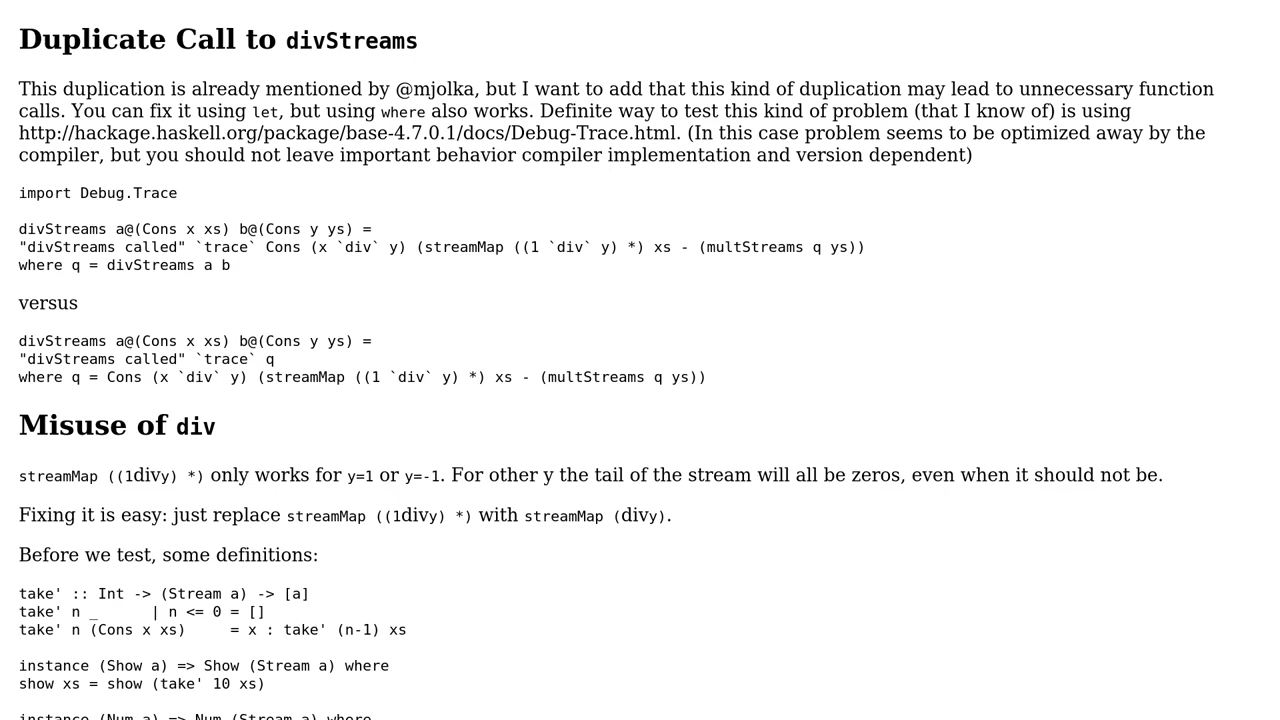 Duplicate Call to divStreams
This duplication is already mentioned by @mjolka, but I want to add that this kind of duplication may lead to unnecessary function
calls. You can fix it using let, but using where also works. Definite way to test this kind of problem (that I know of) is using
http://hackage.haskell.org/package/base-4.7.0.1/docs/Debug-Trace.html. (In this case problem seems to be optimized away by the
compiler, but you should not leave important behavior compiler implementation and version dependent)
import Debug.Trace
divStreams a@(Cons x xs) b@(Cons y ys) =
"divStreams called" `trace` Cons (x `div` y) (streamMap ((1 `div` y) *) xs - (multStreams q ys))
where q = divStreams a b
versus
divStreams a@(Cons x xs) b@(Cons y ys) =
"divStreams called" `trace` q
where q = Cons (x `div` y) (streamMap ((1 `div` y) *) xs - (multStreams q ys))
Misuse of div
streamMap ((1divy) *) only works for y=1 or y=-1. For other y the tail of the stream will all be zeros, even when it should not be.
Fixing it is easy: just replace streamMap ((1divy) *) with streamMap (divy).
Before we test, some definitions:
take' :: Int -> (Stream a) -> [a]
take' n _      | n <= 0 = []
take' n (Cons x xs)     = x : take' (n-1) xs
instance (Show a) => Show (Stream a) where
show xs = show (take' 10 xs)
instance (Num a) => Num (Stream a) where